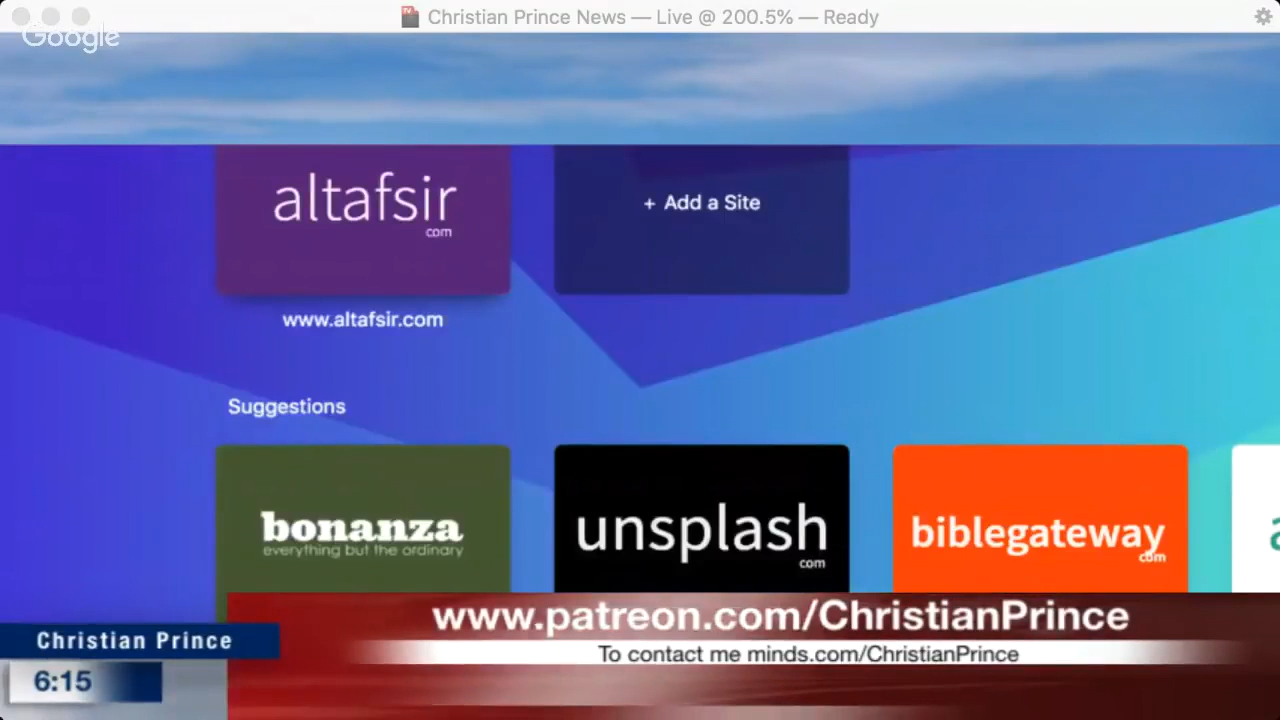 Christian Prince News — Live @ 200.5% — Ready
Google
altafsir
com
+ Add a Site
www.altafsir.com
Suggestions
bonanza
everything but the ordinary
unsplash
com
biblegateway
com
www.patreon.com/ChristianPrince
Christian Prince
To contact me minds.com/ChristianPrince
6:15